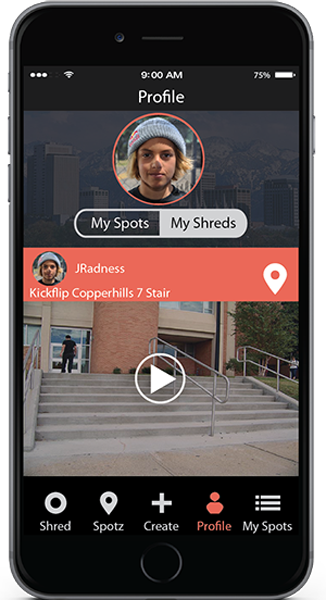 9:00 AM
75%
Profile
My Spots
My Shreds
JRadness
Kickflip Copperhills 7 Stair
Shred
Spotz
Create
Profile
My Spots